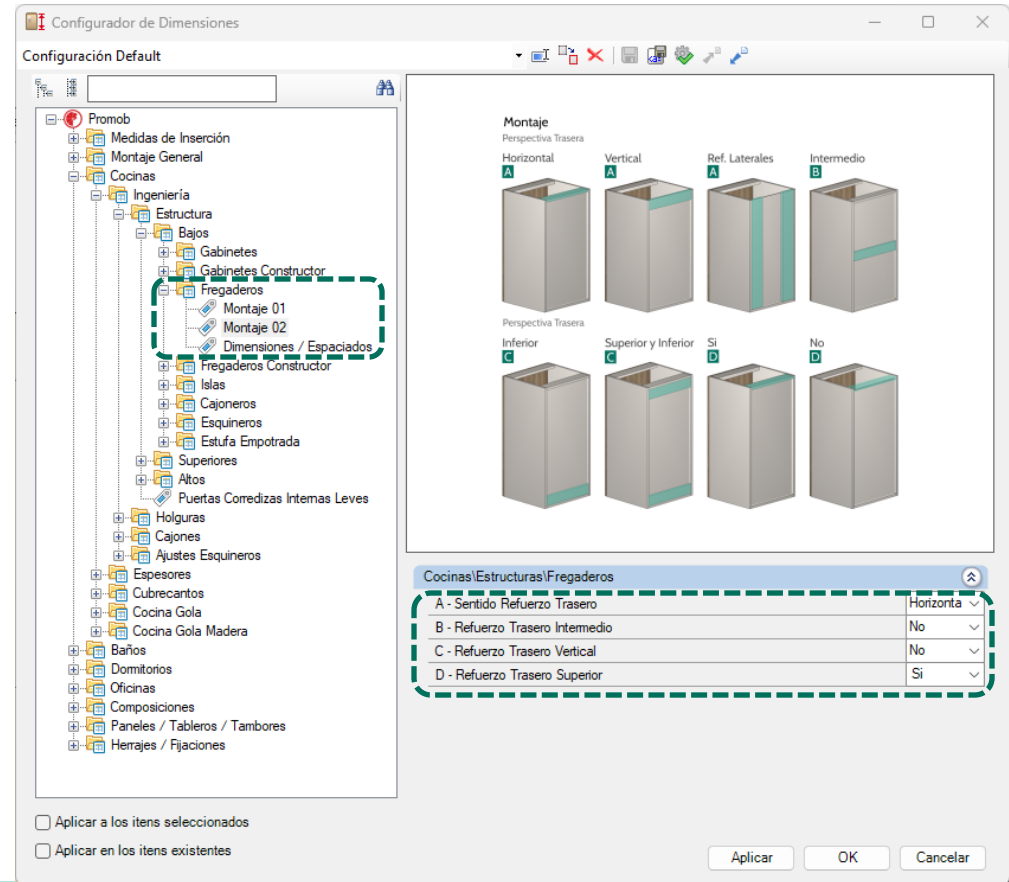 Configurador de Dimensiones
Configuración Default
Promob
Medidas de Inserción
Montaje General
Cocinas
Ingeniería
Estructura
Bajos
Gabinetes
Gabinetes Constructor
Fregaderos
Montaje 01
Montaje 02
Dimensiones / Espaciados
Fregaderos Constructor
Islas
Cajoneros
Esquineros
Estufa Empotrada
Superiores
Altos
Puertas Corredizas Internas Leves
Holguras
Cajones
Ajustes Esquineros
Espesores
Cubrecantos
Cocina Gola
Cocina Gola Madera
Baños
Dormitorios
Oficinas
Composiciones
Paneles / Tableros / Tambores
Herrajes / Fijaciones
Montaje
Perspectiva Trasera
Horizontal Vertical Ref. Laterales Intermedio
A A A B
Perspectiva Trasera
Inferior Superior y Inferior Si No
C C D D
Cocinas\Estructuras\Fregaderos
A - Sentido Refuerzo Trasero Horizonta
B - Refuerzo Trasero Intermedio No
C - Refuerzo Trasero Vertical No
D - Refuerzo Trasero Superior Si
Aplicar a los itens seleccionados
Aplicar en los itens existentes
Aplicar OK Cancelar